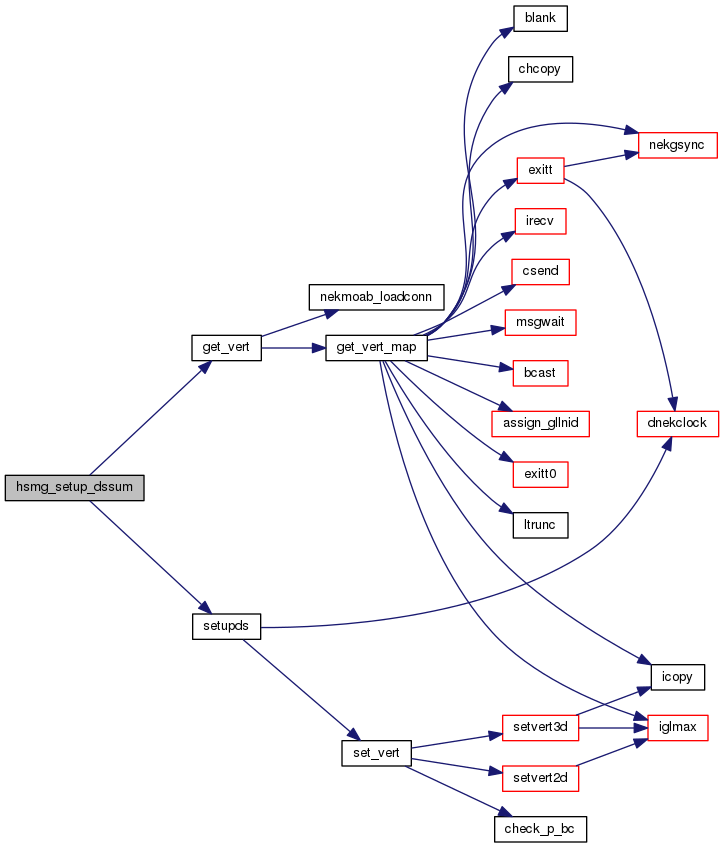 blank
chcopy
nekgsync
exitt
irecv
csend
nekmoab_loadconn
msgwait
get_vert
get_vert_map
bcast
assign_gllnid
dnekclock
exitt0
hsmg_setup_dssum
ltrunc
setupds
icopy
setvert3d
iglmax
set_vert
setvert2d
check_p_bc